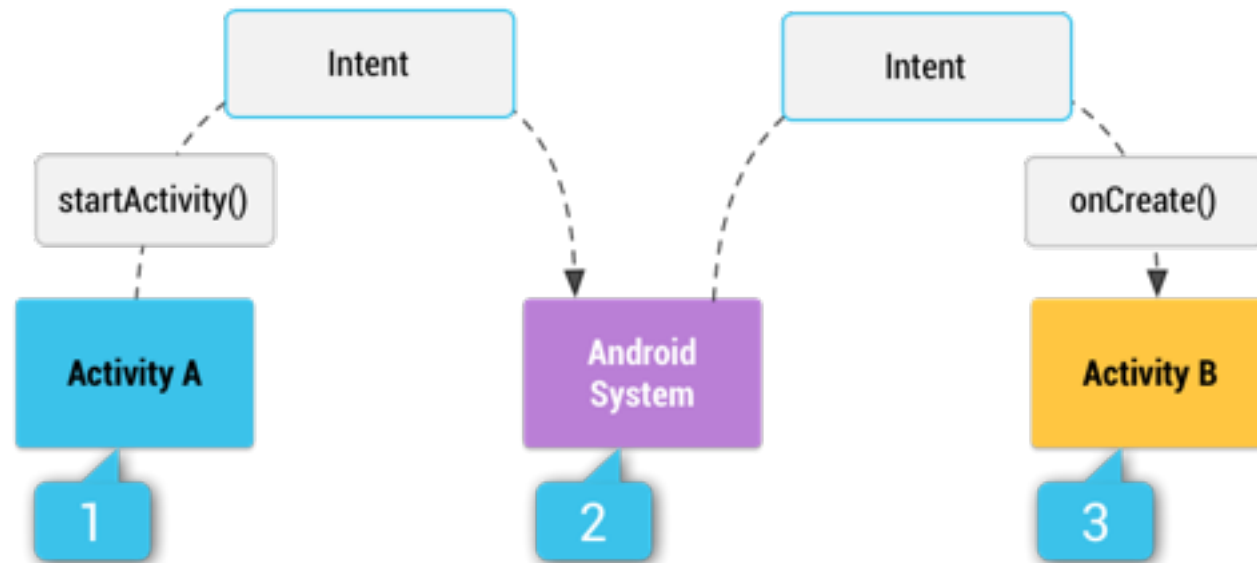 Intent
Intent
startActivity()
onCreate()
Activity A
Android
System
Activity B
1
2
3